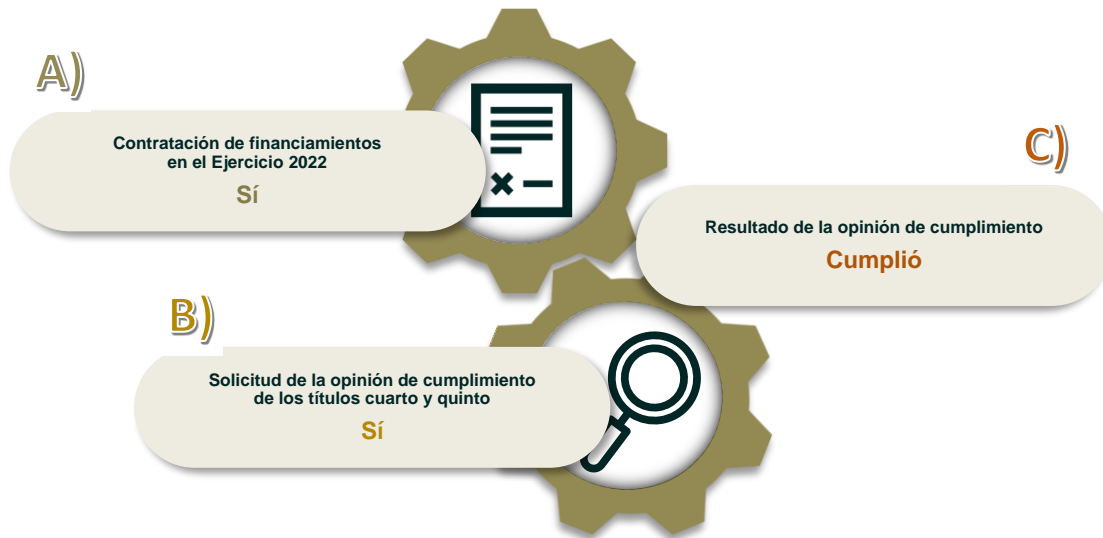 A)
Contratación de financiamientos
en el Ejercicio 2022
Sí
B)
Solicitud de la opinión de cumplimiento
de los títulos cuarto y quinto
Sí
C)
Resultado de la opinión de cumplimiento
Cumplió